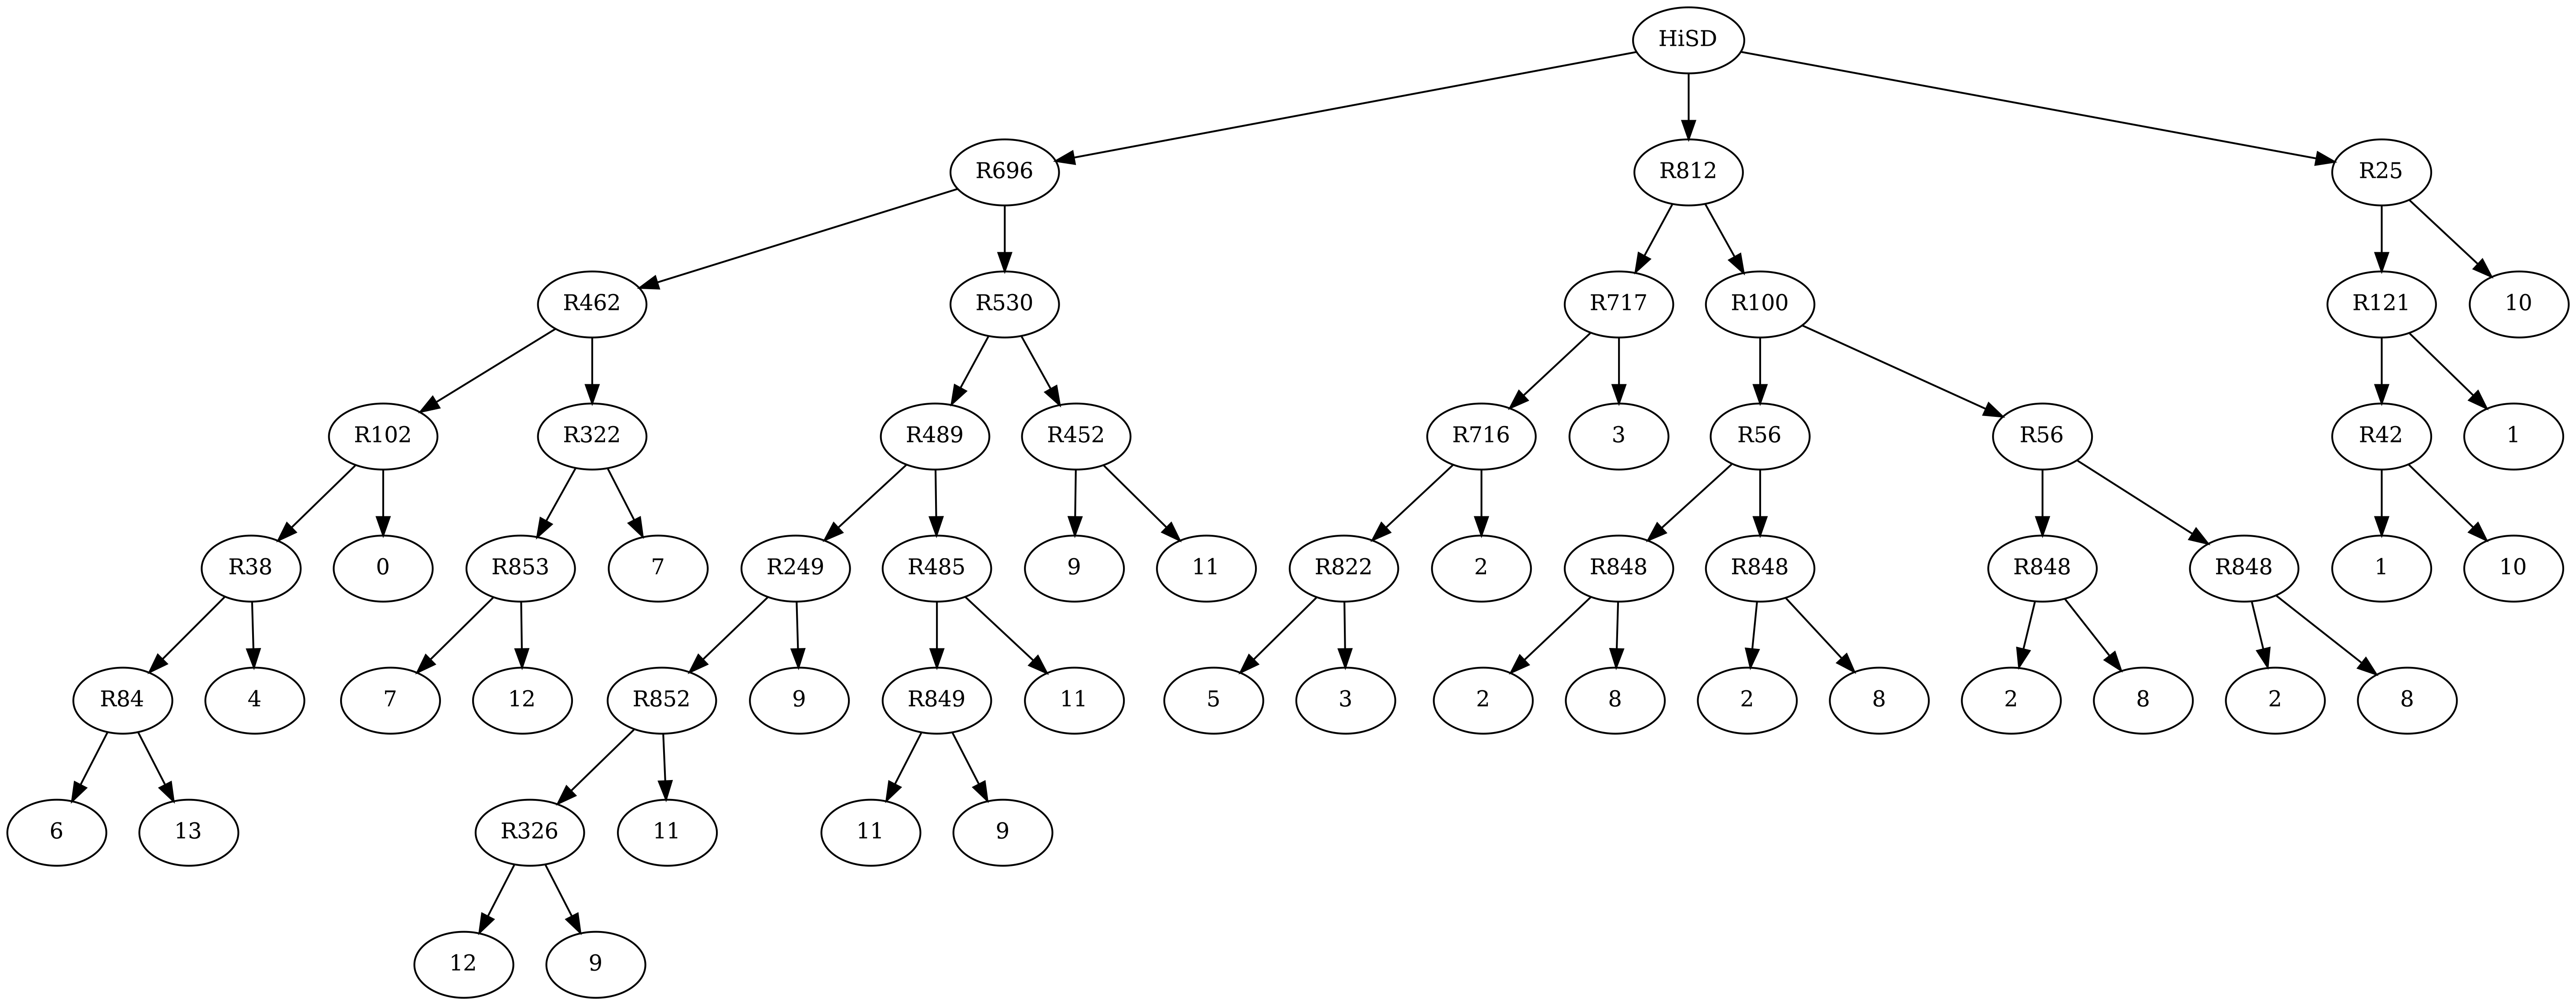 HiSD
R696 R812 R25
R462 R530 R717 R100 R121 10
R102 R322 R489 R452 R716 3 R56 R56 R42 1
R38 0 R853 7 R249 R485 9 11 R822 2 R848 R848 R848 R848 1 10
R84 4 7 12 R852 9 R849 11 5 3 2 8 2 8 2 8 2 8
6 13 R326 11 11 9
12 9